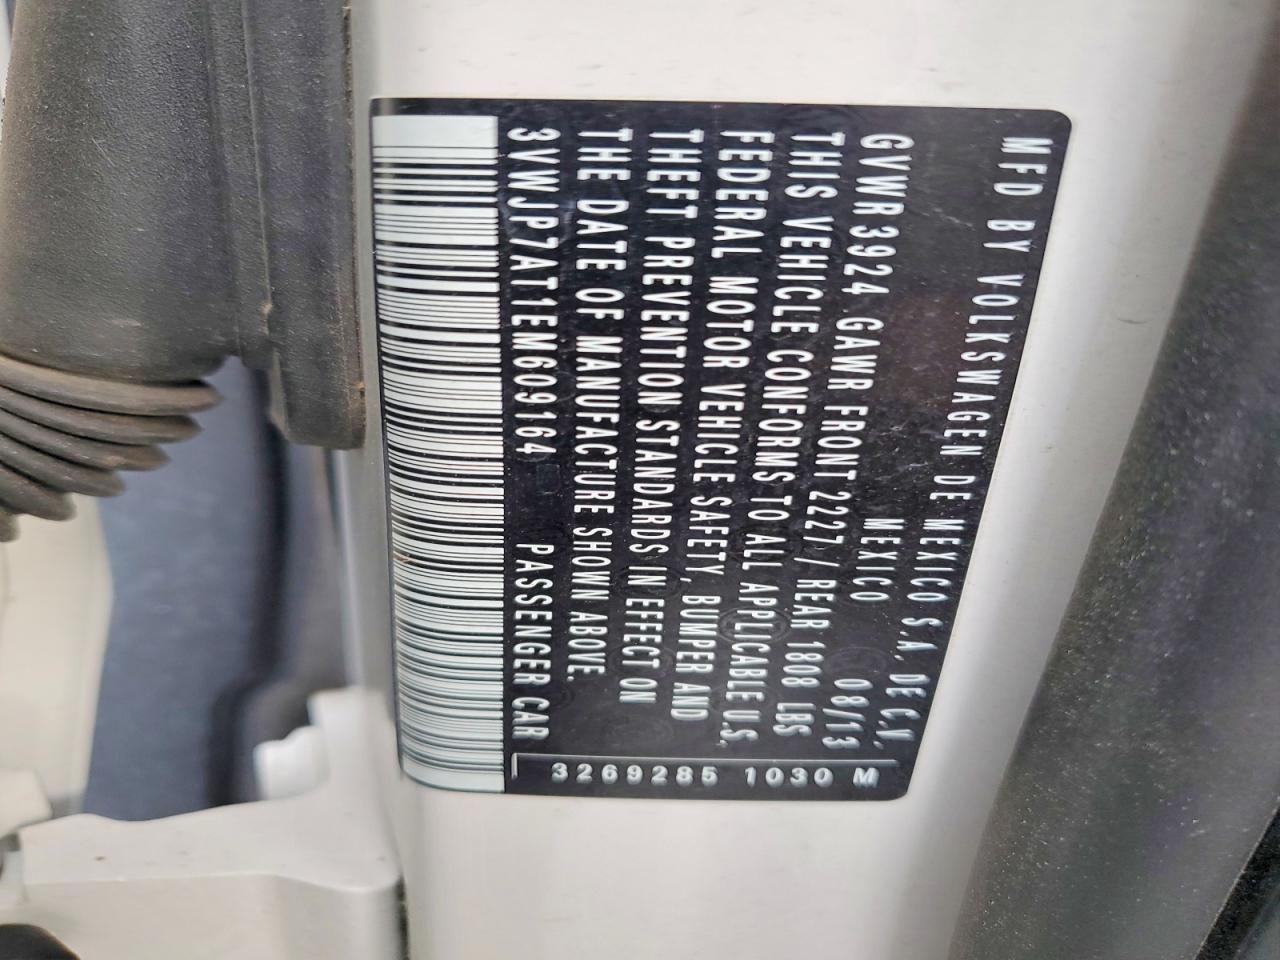 MFD BY VOLKSWAGEN DE MEXICO S.A. DE C.V.
MEXICO 08/13
GVWR 3924 GAWR FRONT 2227 / REAR 1808 LBS
THIS VEHICLE CONFORMS TO ALL APPLICABLE U.S.
FEDERAL MOTOR VEHICLE SAFETY, BUMPER AND
THEFT PREVENTION STANDARDS IN EFFECT ON
THE DATE OF MANUFACTURE SHOWN ABOVE.
3VWJP7AT1EM609164 PASSENGER CAR
3269285 1030 M